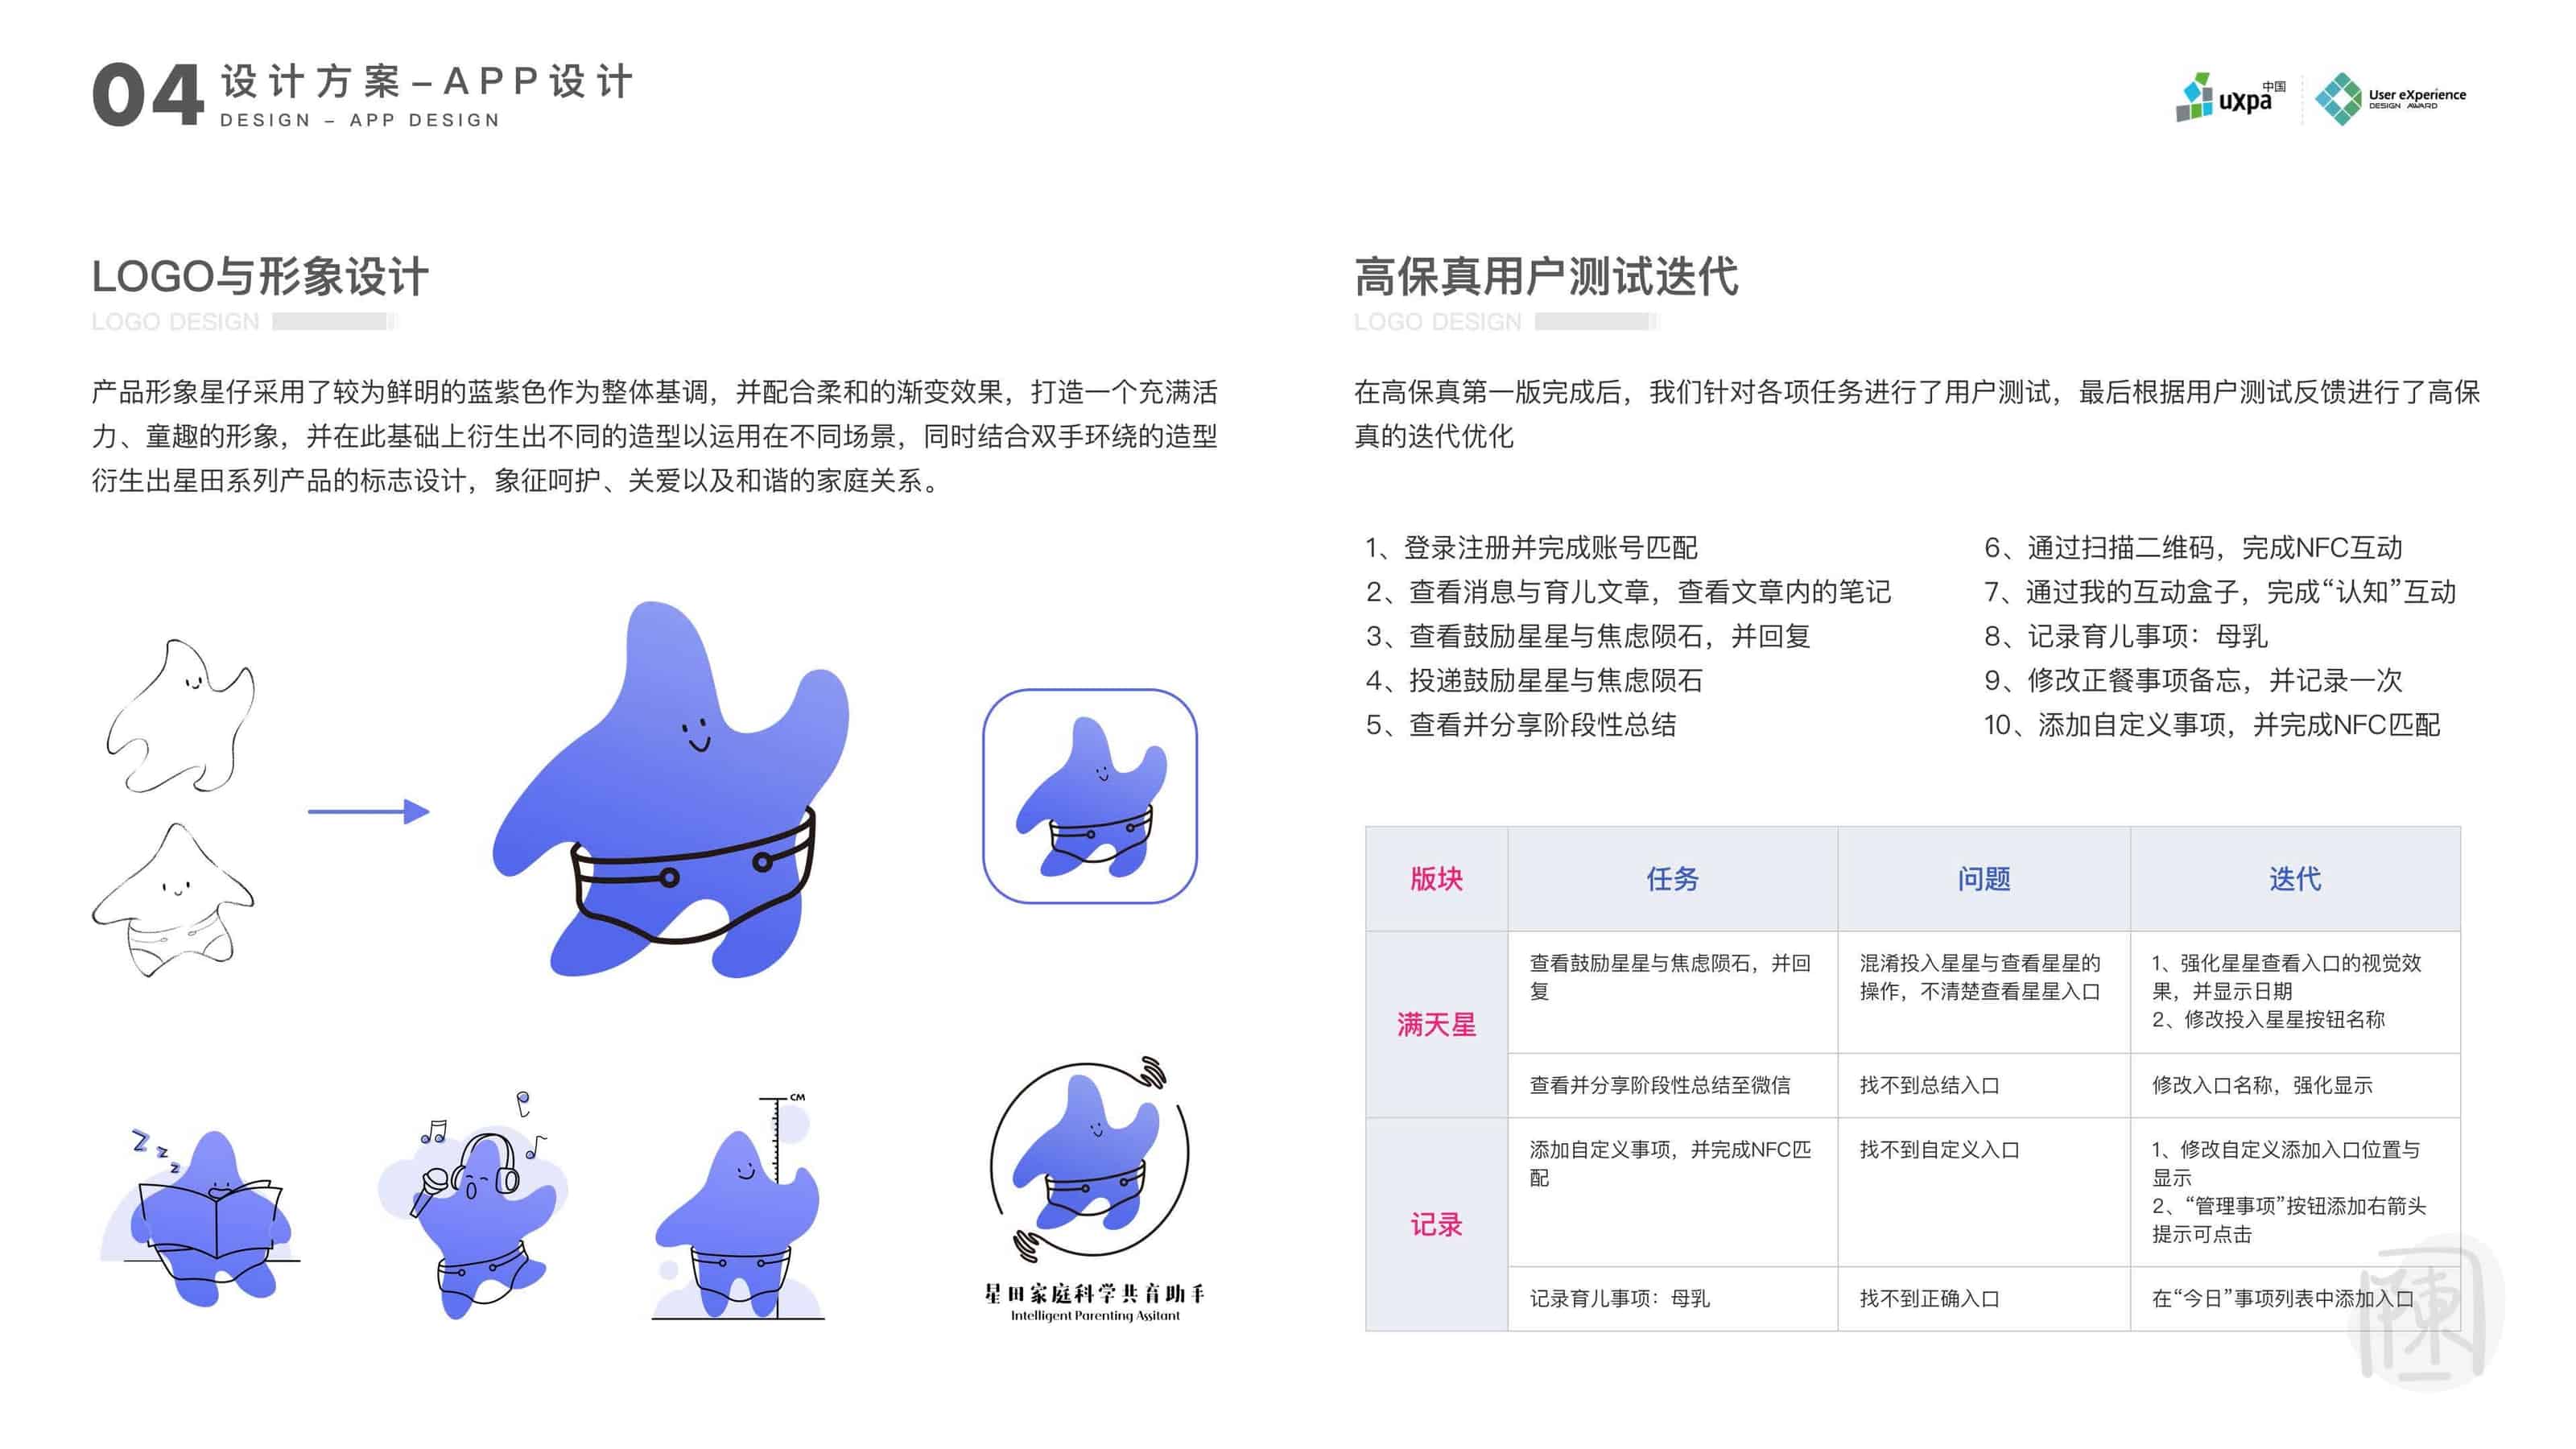 04
设计方案–APP设计
DESIGN – APP DESIGN
uxpa中国
User eXperience
DESIGN AWARD
LOGO与形象设计
LOGO DESIGN
产品形象星仔采用了较为鲜明的蓝紫色作为整体基调，并配合柔和的渐变效果，打造一个充满活
力、童趣的形象，并在此基础上衍生出不同的造型以运用在不同场景，同时结合双手环绕的造型
衍生出星田系列产品的标志设计，象征呵护、关爱以及和谐的家庭关系。
z z z
CM
星田家庭科学共育助手
Intelligent Parenting Assitant
高保真用户测试迭代
LOGO DESIGN
在高保真第一版完成后，我们针对各项任务进行了用户测试，最后根据用户测试反馈进行了高保
真的迭代优化
1、登录注册并完成账号匹配
2、查看消息与育儿文章，查看文章内的笔记
3、查看鼓励星星与焦虑陨石，并回复
4、投递鼓励星星与焦虑陨石
5、查看并分享阶段性总结
6、通过扫描二维码，完成NFC互动
7、通过我的互动盒子，完成“认知”互动
8、记录育儿事项：母乳
9、修改正餐事项备忘，并记录一次
10、添加自定义事项，并完成NFC匹配
版块
任务
问题
迭代
满天星
查看鼓励星星与焦虑陨石，并回
复
混淆投入星星与查看星星的
操作，不清楚查看星星入口
1、强化星星查看入口的视觉效
果，并显示日期
2、修改投入星星按钮名称
查看并分享阶段性总结至微信
找不到总结入口
修改入口名称，强化显示
记录
添加自定义事项，并完成NFC匹
配
找不到自定义入口
1、修改自定义添加入口位置与
显示
2、“管理事项”按钮添加右箭头
提示可点击
记录育儿事项：母乳
找不到正确入口
在“今日”事项列表中添加入口